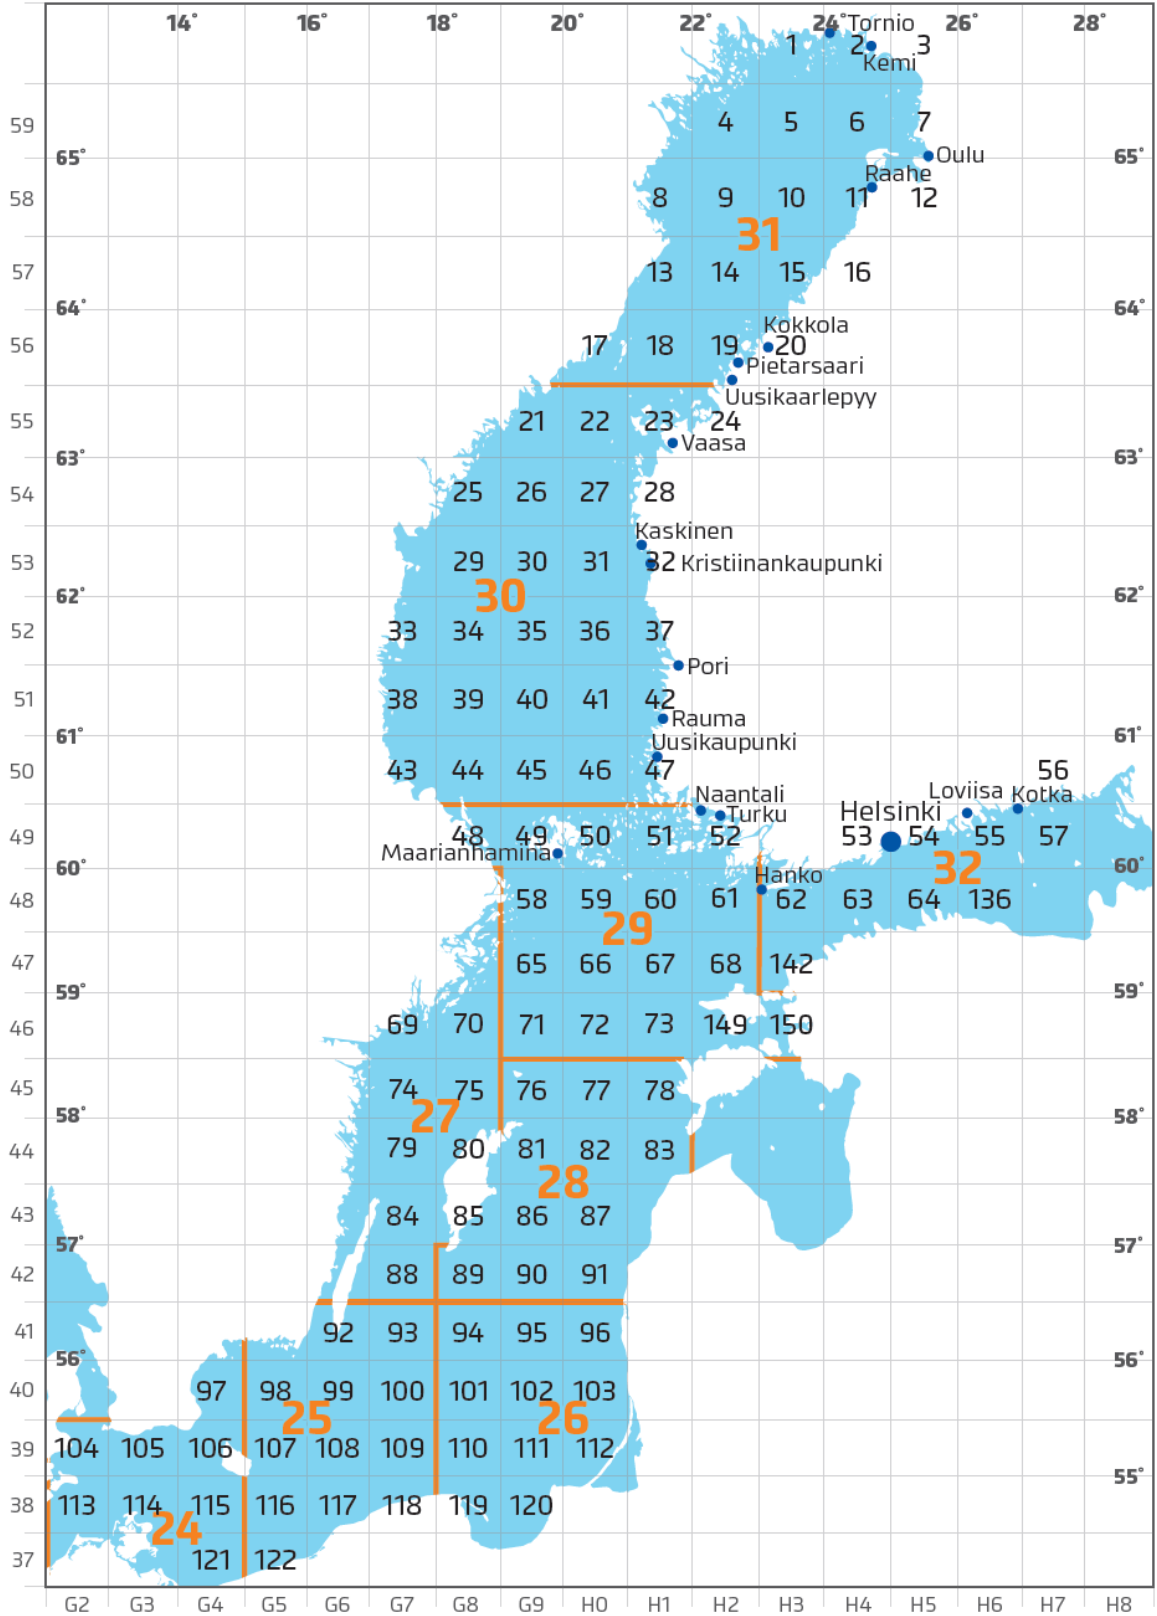 14° 16° 18° 20° 22° 24° 26° 28°
Tornio
1 2 3
Kemi
59 4 5 6 7
65° Oulu 65°
Raahe
58 8 9 10 11 12
31
57 13 14 15 16
64° 64°
Kokkola
56 17 18 19 20
Pietarsaari
Uusikaarlepyy
55 21 22 23 24
Vaasa
63° 63°
54 25 26 27 28
Kaskinen
53 29 30 31 32 Kristiinankaupunki
62° 30 62°
52 33 34 35 36 37
Pori
51 38 39 40 41 42
Rauma
61° Uusikaupunki 61°
50 43 44 45 46 47 56
Naantali Loviisa Kotka
Turku Helsinki
49 48 49 50 51 52 53 54 55 57
Maarianhamina
60° 32 60°
Hanko
48 58 59 60 61 62 63 64 136
29
47 65 66 67 68 142
59° 59°
46 69 70 71 72 73 149 150
45 74 75 76 77 78
58° 27 58°
44 79 80 81 82 83
28
43 84 85 86 87
57° 57°
42 88 89 90 91
41 92 93 94 95 96
56° 56°
40 97 98 99 100 101 102 103
25 26
39 104 105 106 107 108 109 110 111 112
55°
38 113 114 115 116 117 118 119 120
24
37 121 122
G2 G3 G4 G5 G6 G7 G8 G9 H0 H1 H2 H3 H4 H5 H6 H7 H8